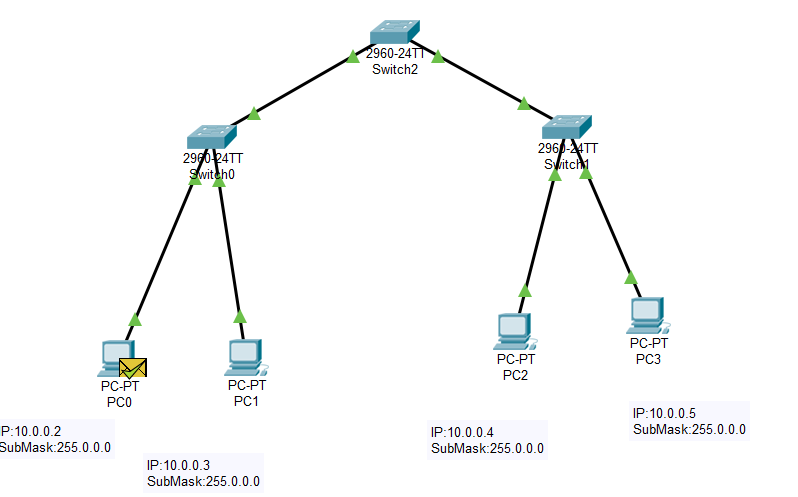 2960-24TT
Switch2
2960-24TT
Switch0
2960-24TT
Switch1
PC-PT
PC0
PC-PT
PC1
PC-PT
PC2
PC-PT
PC3
IP:10.0.0.2
SubMask:255.0.0.0
IP:10.0.0.3
SubMask:255.0.0.0
IP:10.0.0.4
SubMask:255.0.0.0
IP:10.0.0.5
SubMask:255.0.0.0